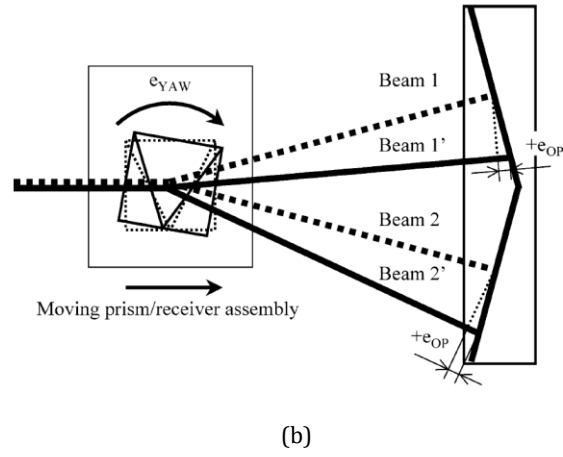 e_YAW
Beam 1
Beam 1'
+e_OP
Beam 2
Beam 2'
Moving prism/receiver assembly
+e_OP
(b)